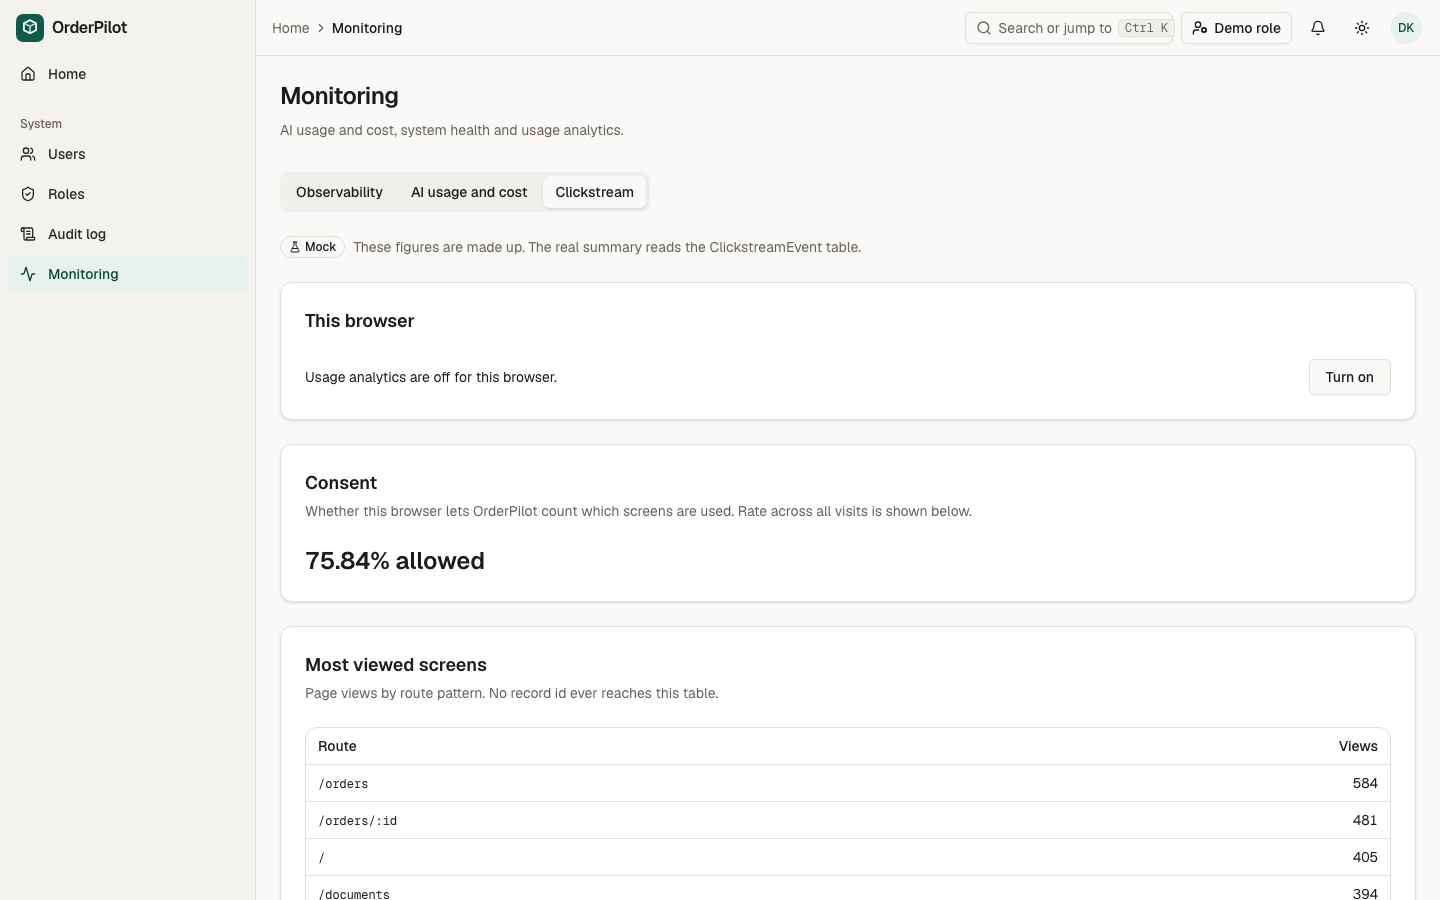 OrderPilot
Home
System
Users
Roles
Audit log
Monitoring
Home > Monitoring
Search or jump to Ctrl K
Demo role
DK
Monitoring
AI usage and cost, system health and usage analytics.
Observability AI usage and cost Clickstream
Mock These figures are made up. The real summary reads the ClickstreamEvent table.
This browser
Usage analytics are off for this browser. Turn on
Consent
Whether this browser lets OrderPilot count which screens are used. Rate across all visits is shown below.
75.84% allowed
Most viewed screens
Page views by route pattern. No record id ever reaches this table.
Route Views
/orders 584
/orders/:id 481
/ 405
/documents 394